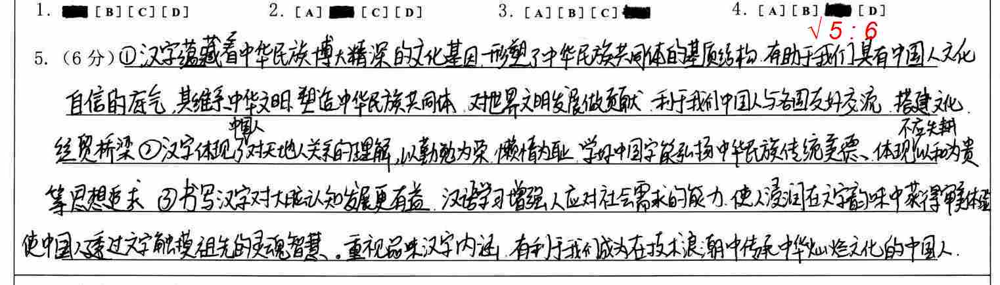 1. [B] [C] [D] 2. [A] [C] [D] 3. [A] [B] [C] 4. [A] [B] [D]
√ 5 : 6
5. (6分)①汉字蕴藏着中华民族博大精深的文化基因,形塑了中华民族共同体的基质结构,有助于我们具有中国人文化
自信的底气,其维系中华文明,塑造中华民族共同体,对世界文明发展做贡献,利于我们中国人与各国友好交流,搭建文化、
中国人 不应失耕
经贸桥梁②汉字体现了对天地人关系的理解,以勤勉为荣,懒惰为耻,学好中国字能弘扬中华民族传统美德、体现以和为贵
等思想追求 ③书写汉字对大脑认知发展更有益,汉语学习增强人应对社会需求的能力,使人浸润在文字韵味中获得审美体验
使中国人透过文字触摸祖先的灵魂智慧、。重视品味汉字内涵,有利于我们成为在技术浪潮中传承中华灿烂文化的中国人.